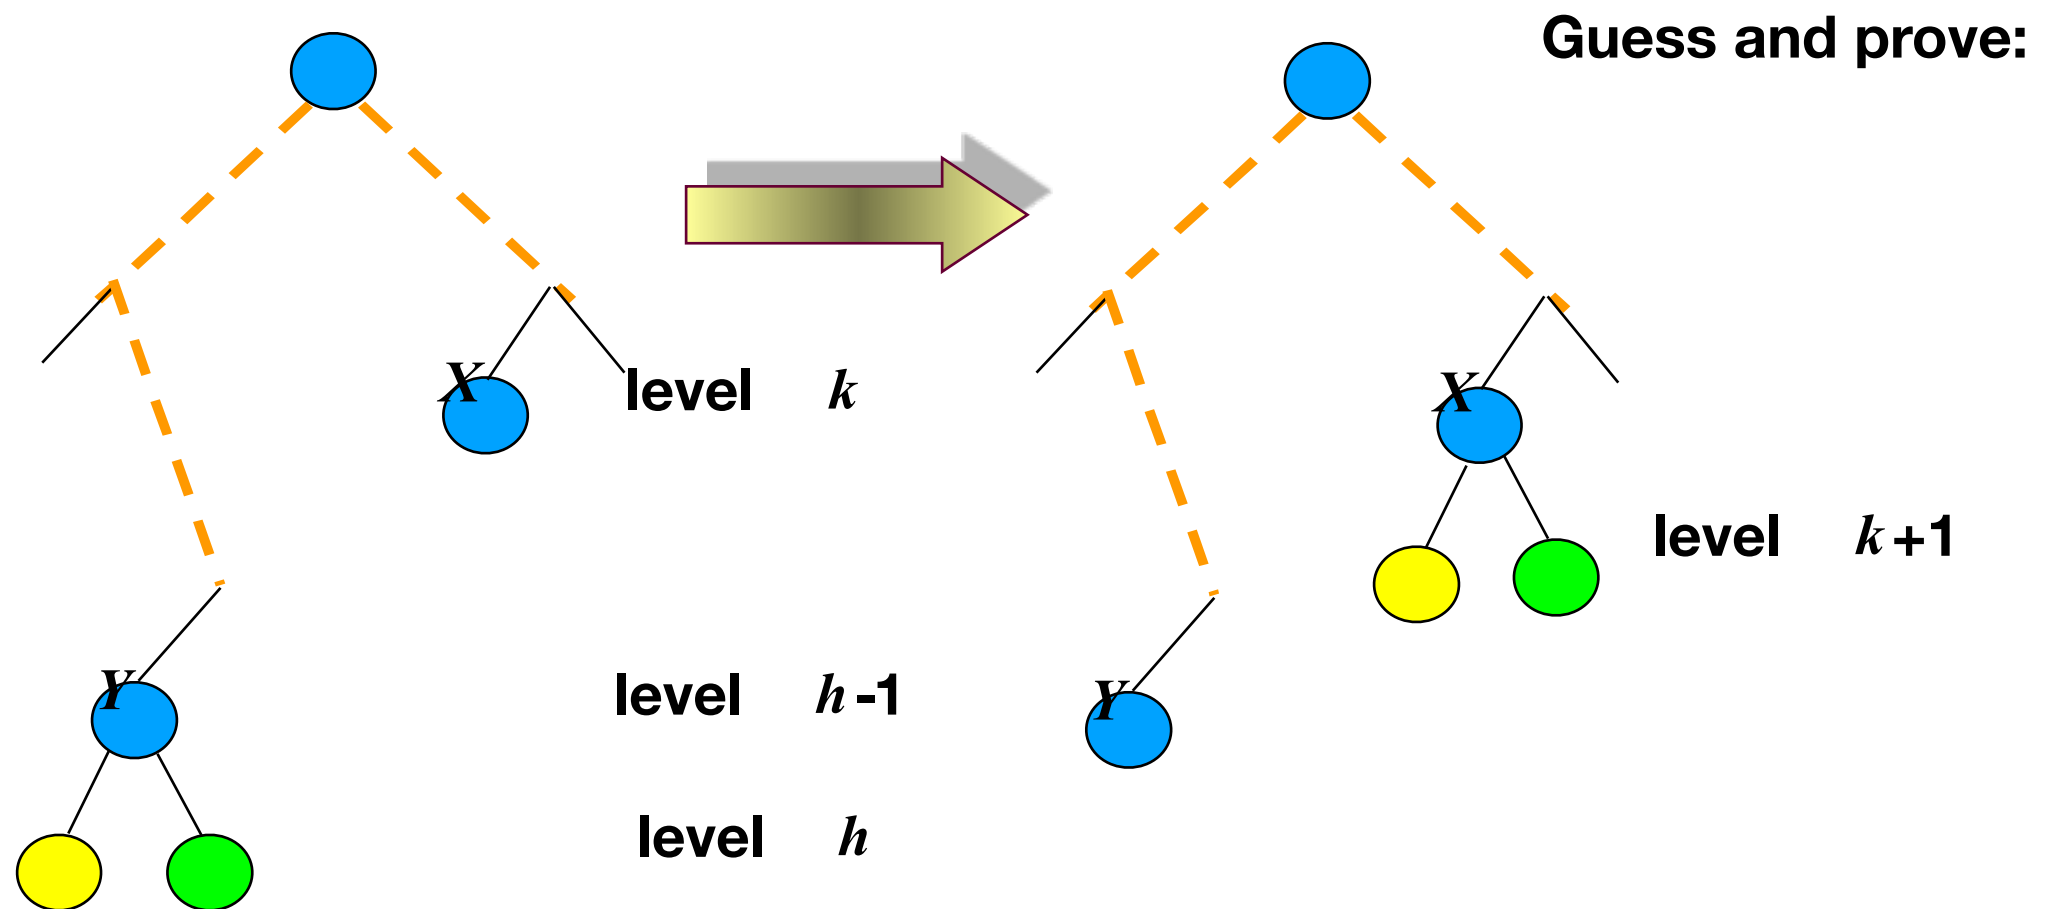 Guess and prove:
X
level k
X
level k+1
Y
level h-1
Y
level h